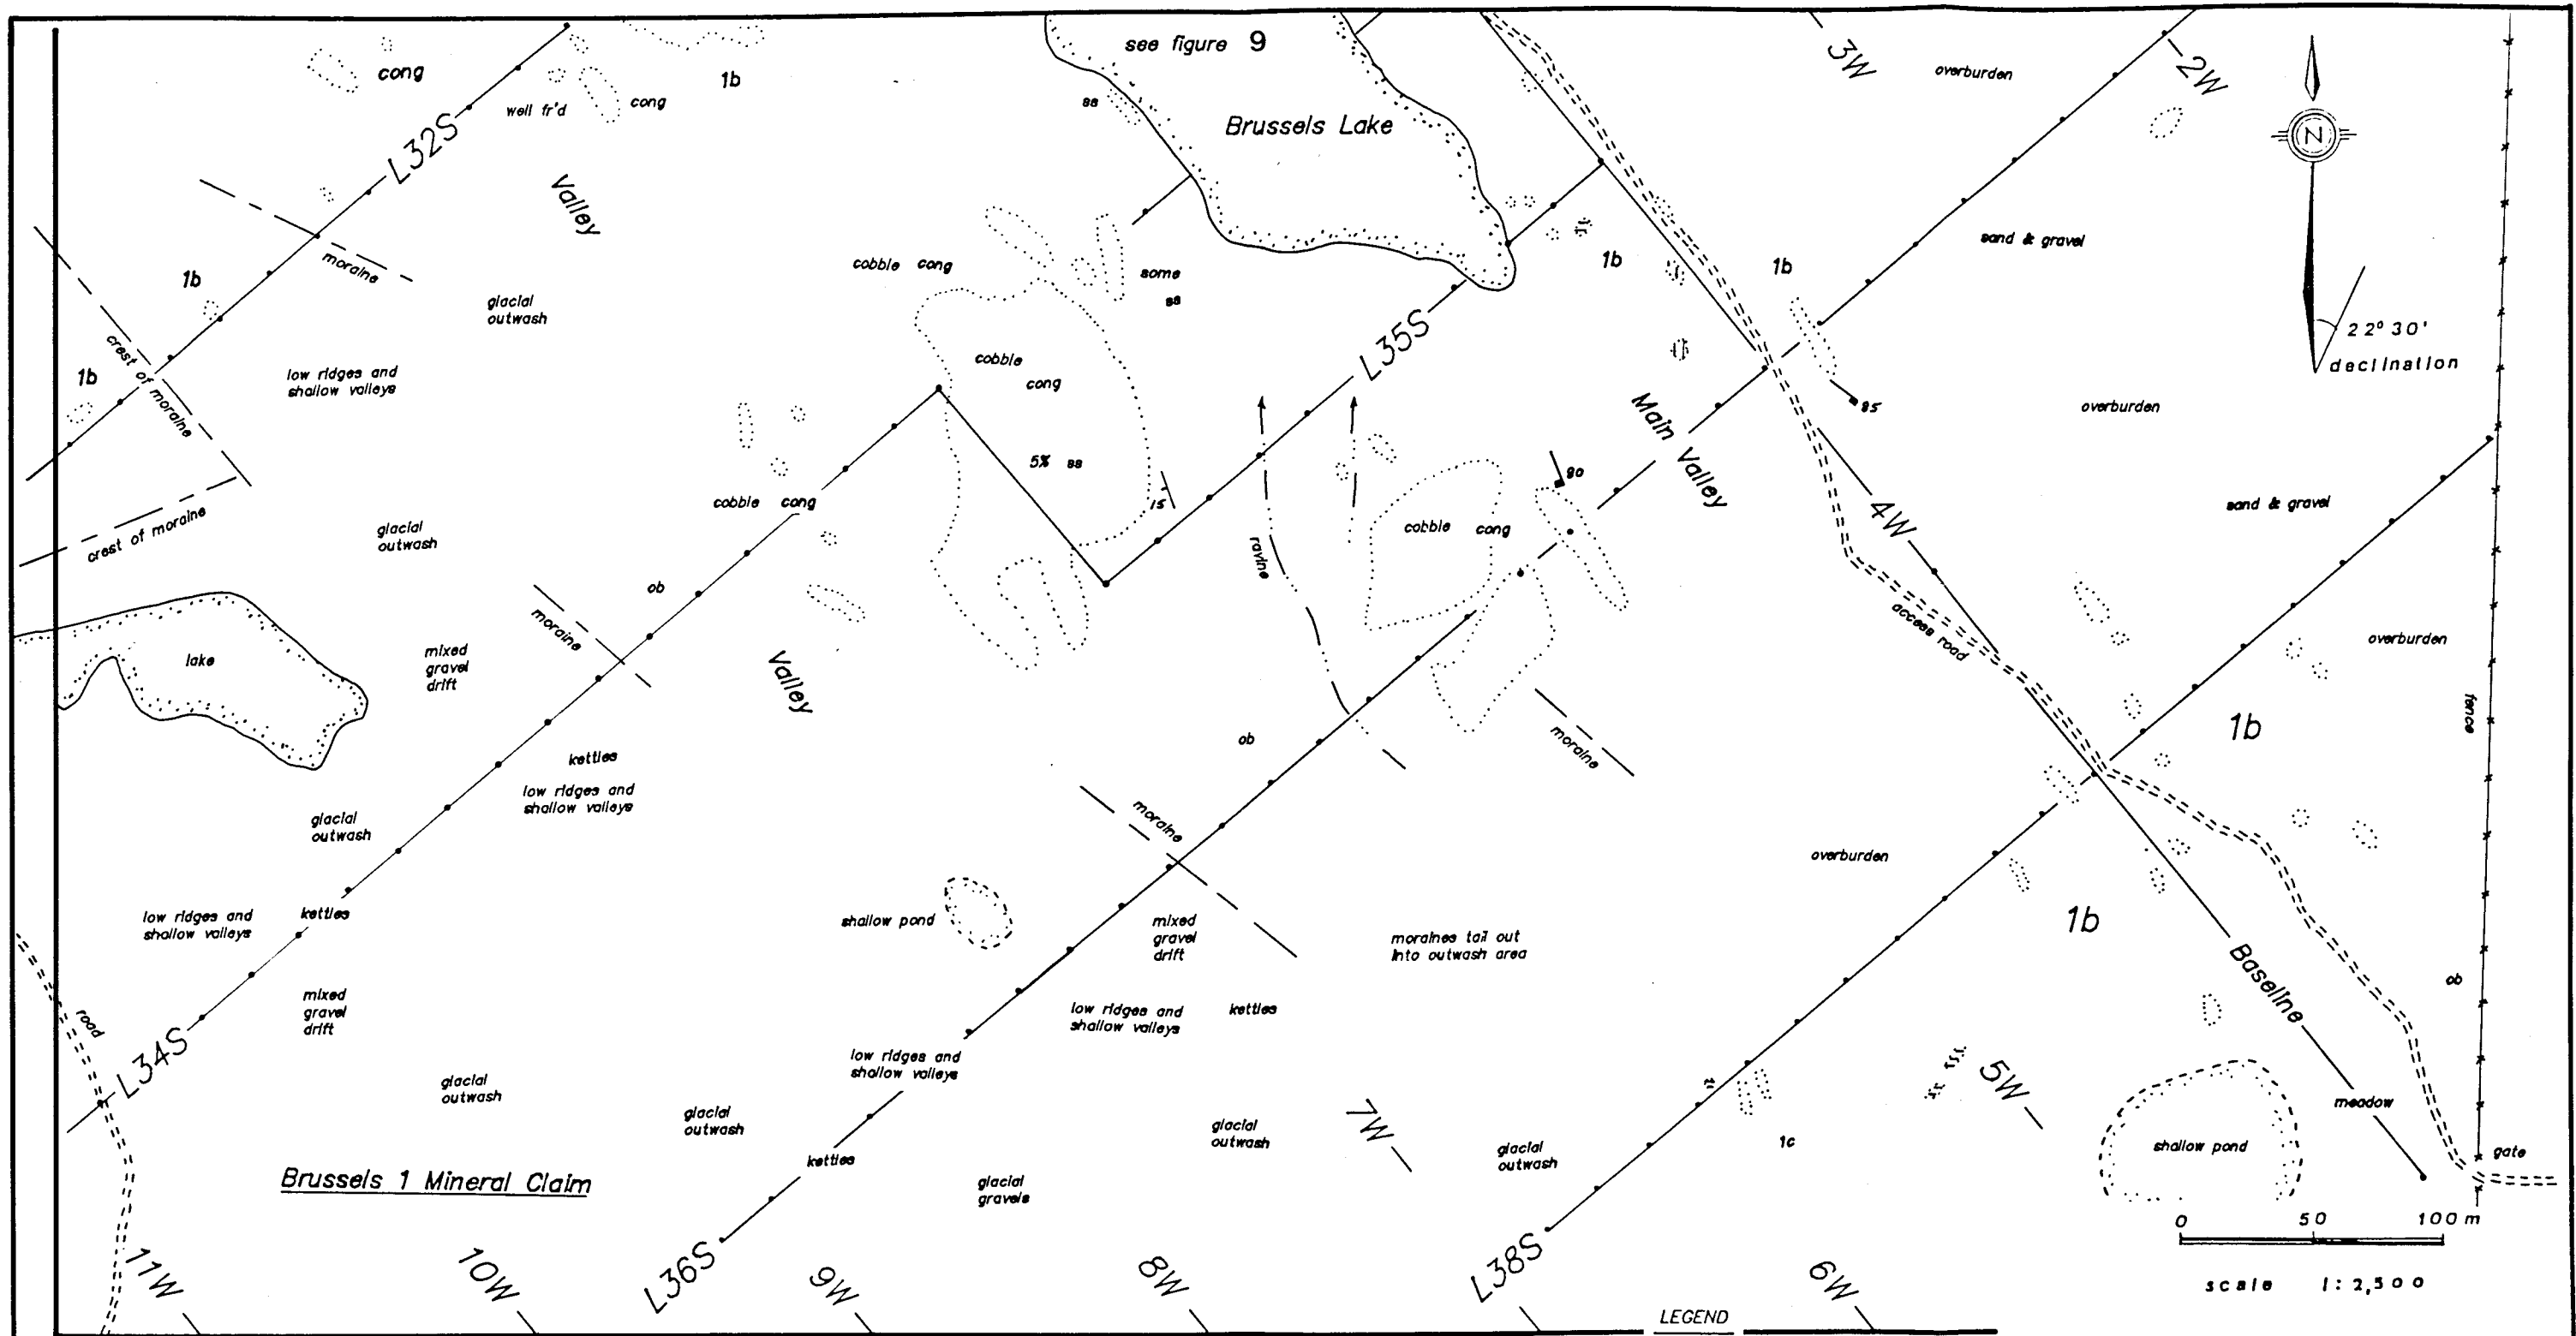 see figure 9
3W
overburden
2W
cong
1b
well fr'd
cong
ss
Brussels Lake
N
L32S
Valley
moraine
1b
glacial
outwash
cobble cong
some
ss
1b
1b
sand & gravel
22° 30'
declination
crest of moraine
1b
low ridges and
shallow valleys
cobble
cong
L35S
Main Valley
85
overburden
5% ss
15
80
cobble cong
cobble cong
4W
sand & gravel
crest of moraine
glacial
outwash
ravine
ob
moraine
access road
overburden
lake
mixed
gravel
drift
Valley
fence
1b
ob
moraine
kettles
low ridges and
shallow valleys
glacial
outwash
moraine
overburden
low ridges and
shallow valleys
kettles
shallow pond
mixed
gravel
drift
moraines tail out
into outwash area
1b
Baseline
ob
mixed
gravel
drift
low ridges and
shallow valleys
kettles
road
L34S
low ridges and
shallow valleys
glacial
outwash
glacial
outwash
glacial
outwash
7W
glacial
outwash
1c
5W
meadow
shallow pond
gate
kettles
Brussels 1 Mineral Claim
glacial
gravels
0 50 100 m
scale 1:2,500
11W
10W
L36S
9W
8W
L38S
6W
LEGEND